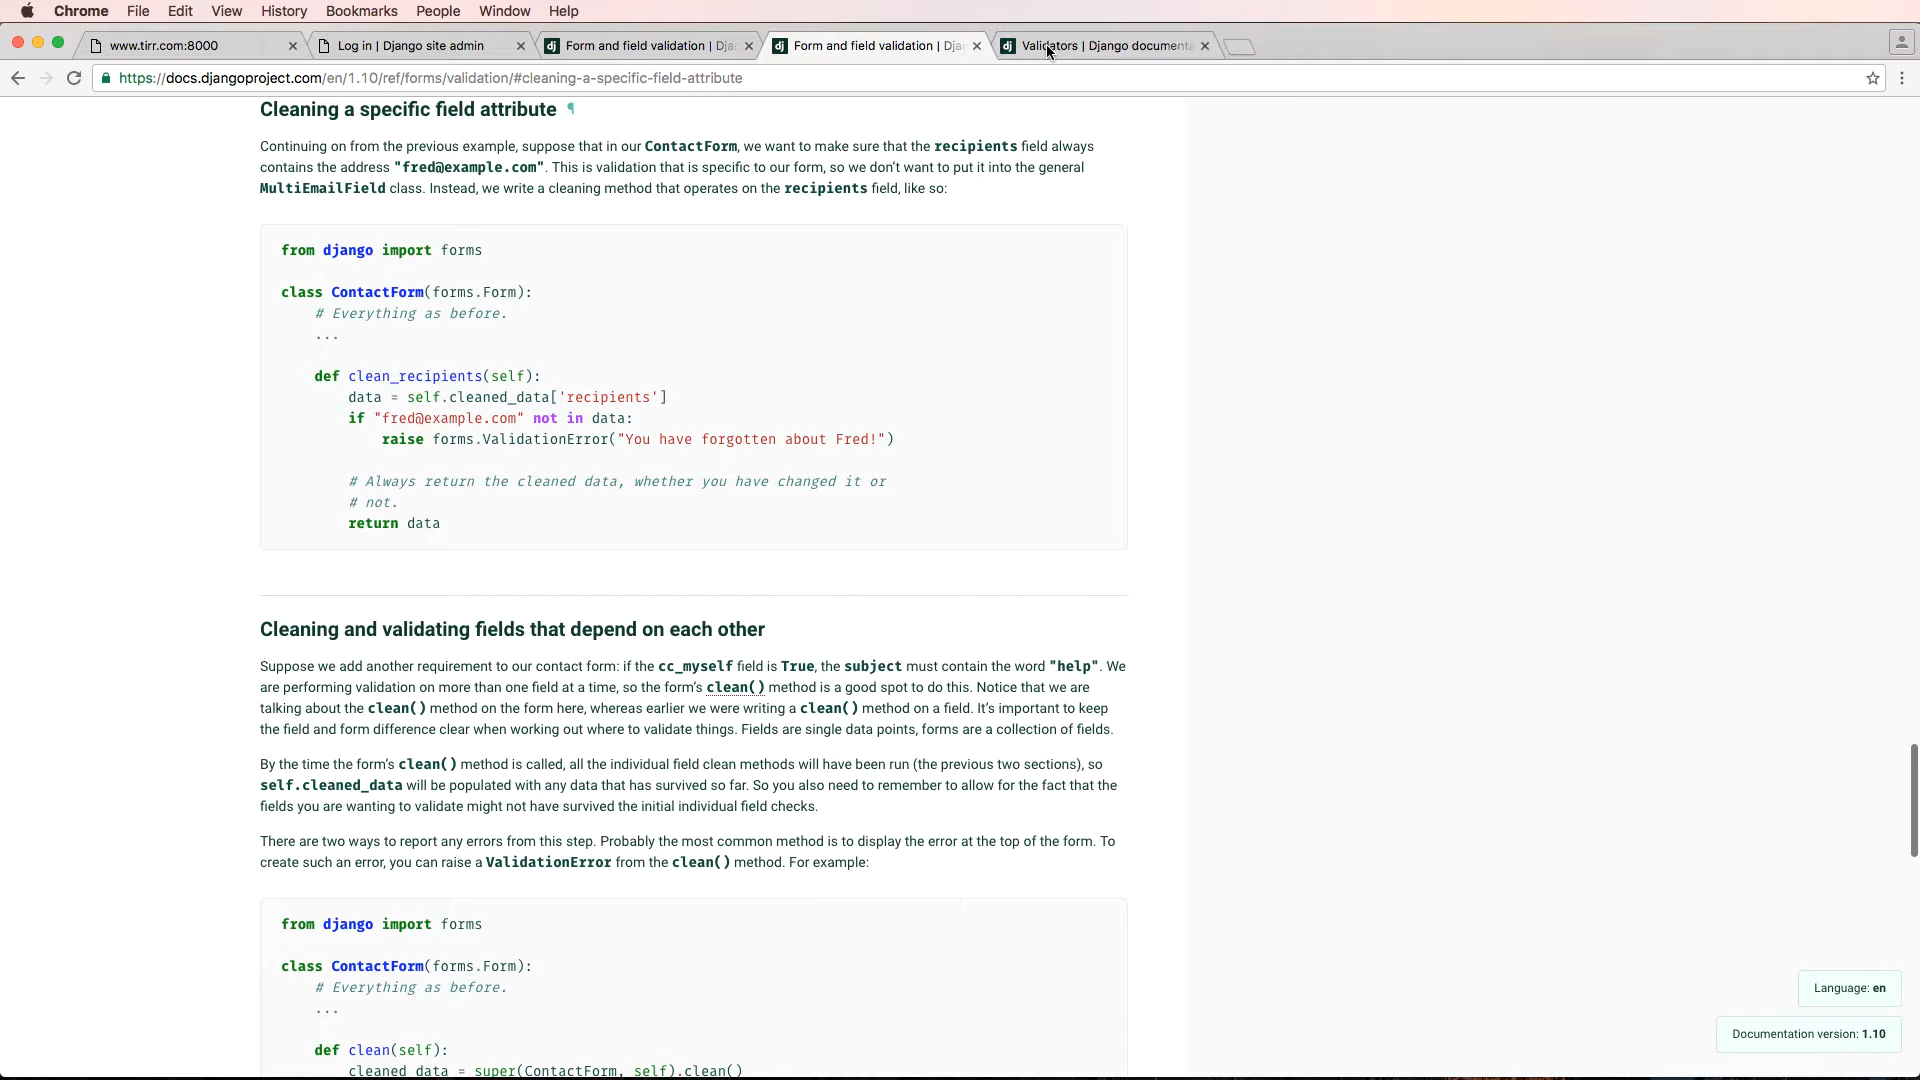 Chrome File Edit View History Bookmarks People Window Help
www.tirr.com:8000
Log in | Django site admin
dj Form and field validation | Djan
dj Form and field validation | Djan
dj Validators | Django documenta
https://docs.djangoproject.com/en/1.10/ref/forms/validation/#cleaning-a-specific-field-attribute
Cleaning a specific field attribute ¶
Continuing on from the previous example, suppose that in our ContactForm, we want to make sure that the recipients field always
contains the address "fred@example.com". This is validation that is specific to our form, so we don’t want to put it into the general
MultiEmailField class. Instead, we write a cleaning method that operates on the recipients field, like so:
from django import forms
class ContactForm(forms.Form):
# Everything as before.
...
def clean_recipients(self):
data = self.cleaned_data['recipients']
if "fred@example.com" not in data:
raise forms.ValidationError("You have forgotten about Fred!")
# Always return the cleaned data, whether you have changed it or
# not.
return data
Cleaning and validating fields that depend on each other
Suppose we add another requirement to our contact form: if the cc_myself field is True, the subject must contain the word "help". We
are performing validation on more than one field at a time, so the form’s clean() method is a good spot to do this. Notice that we are
talking about the clean() method on the form here, whereas earlier we were writing a clean() method on a field. It’s important to keep
the field and form difference clear when working out where to validate things. Fields are single data points, forms are a collection of fields.
By the time the form’s clean() method is called, all the individual field clean methods will have been run (the previous two sections), so
self.cleaned_data will be populated with any data that has survived so far. So you also need to remember to allow for the fact that the
fields you are wanting to validate might not have survived the initial individual field checks.
There are two ways to report any errors from this step. Probably the most common method is to display the error at the top of the form. To
create such an error, you can raise a ValidationError from the clean() method. For example:
from django import forms
class ContactForm(forms.Form):
# Everything as before.
...
def clean(self):
cleaned_data = super(ContactForm, self).clean()
Language: en
Documentation version: 1.10